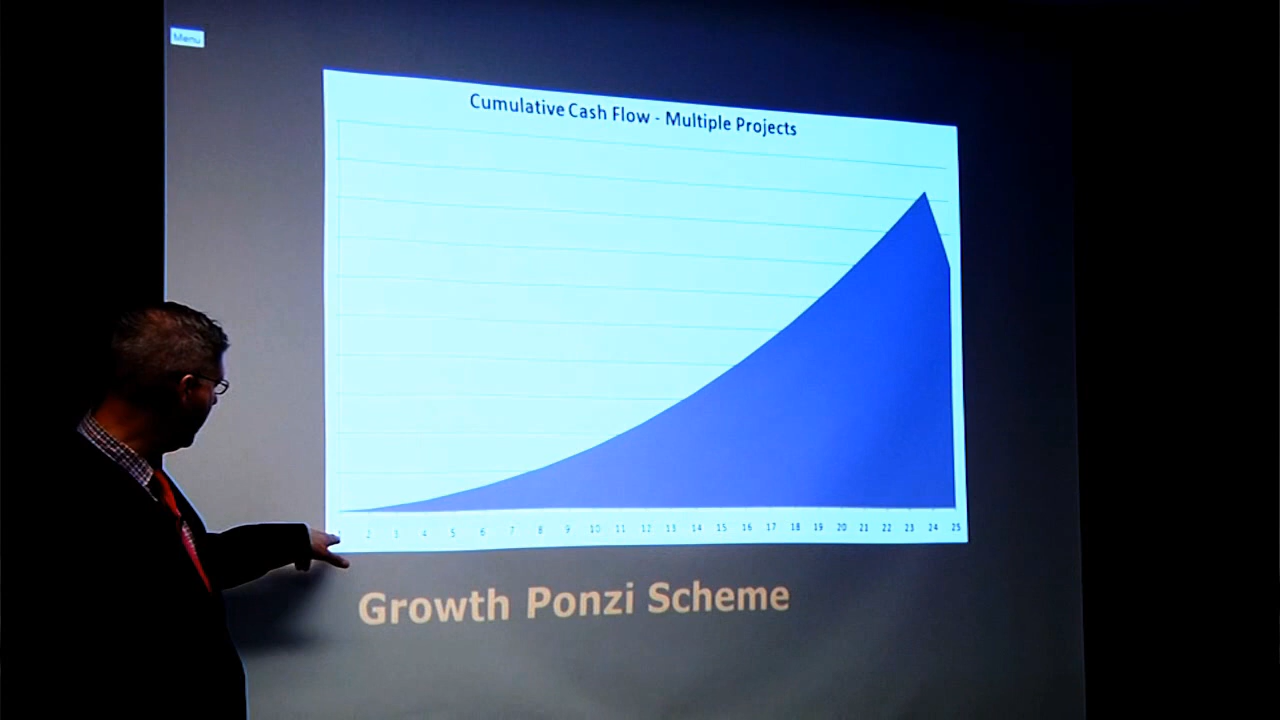 Menu
Cumulative Cash Flow - Multiple Projects
1 2 3 4 5 6 7 8 9 10 11 12 13 14 15 16 17 18 19 20 21 22 23 24 25
Growth Ponzi Scheme